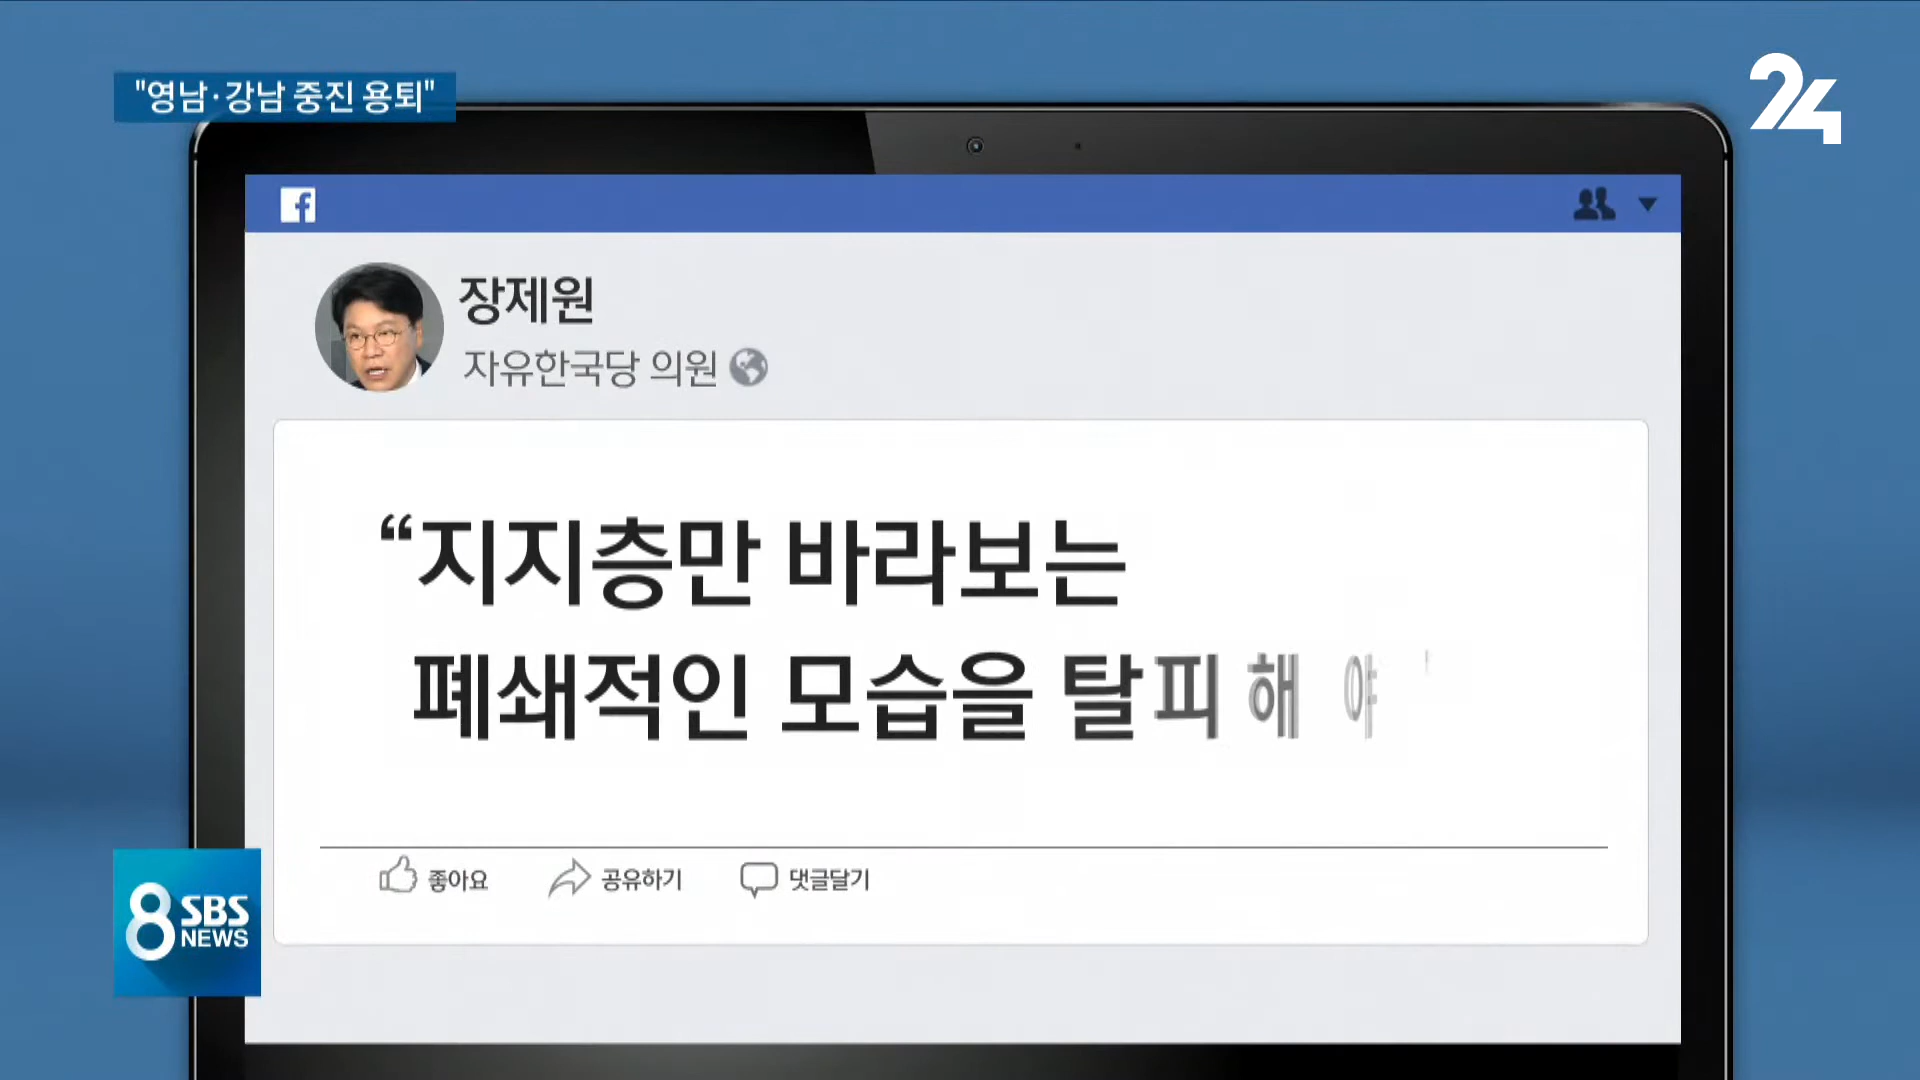 "영남·강남 중진 용퇴"
24
장제원
자유한국당 의원
“지지층만 바라보는
폐쇄적인 모습을 탈피해야
좋아요
공유하기
댓글달기
8 SBS
NEWS